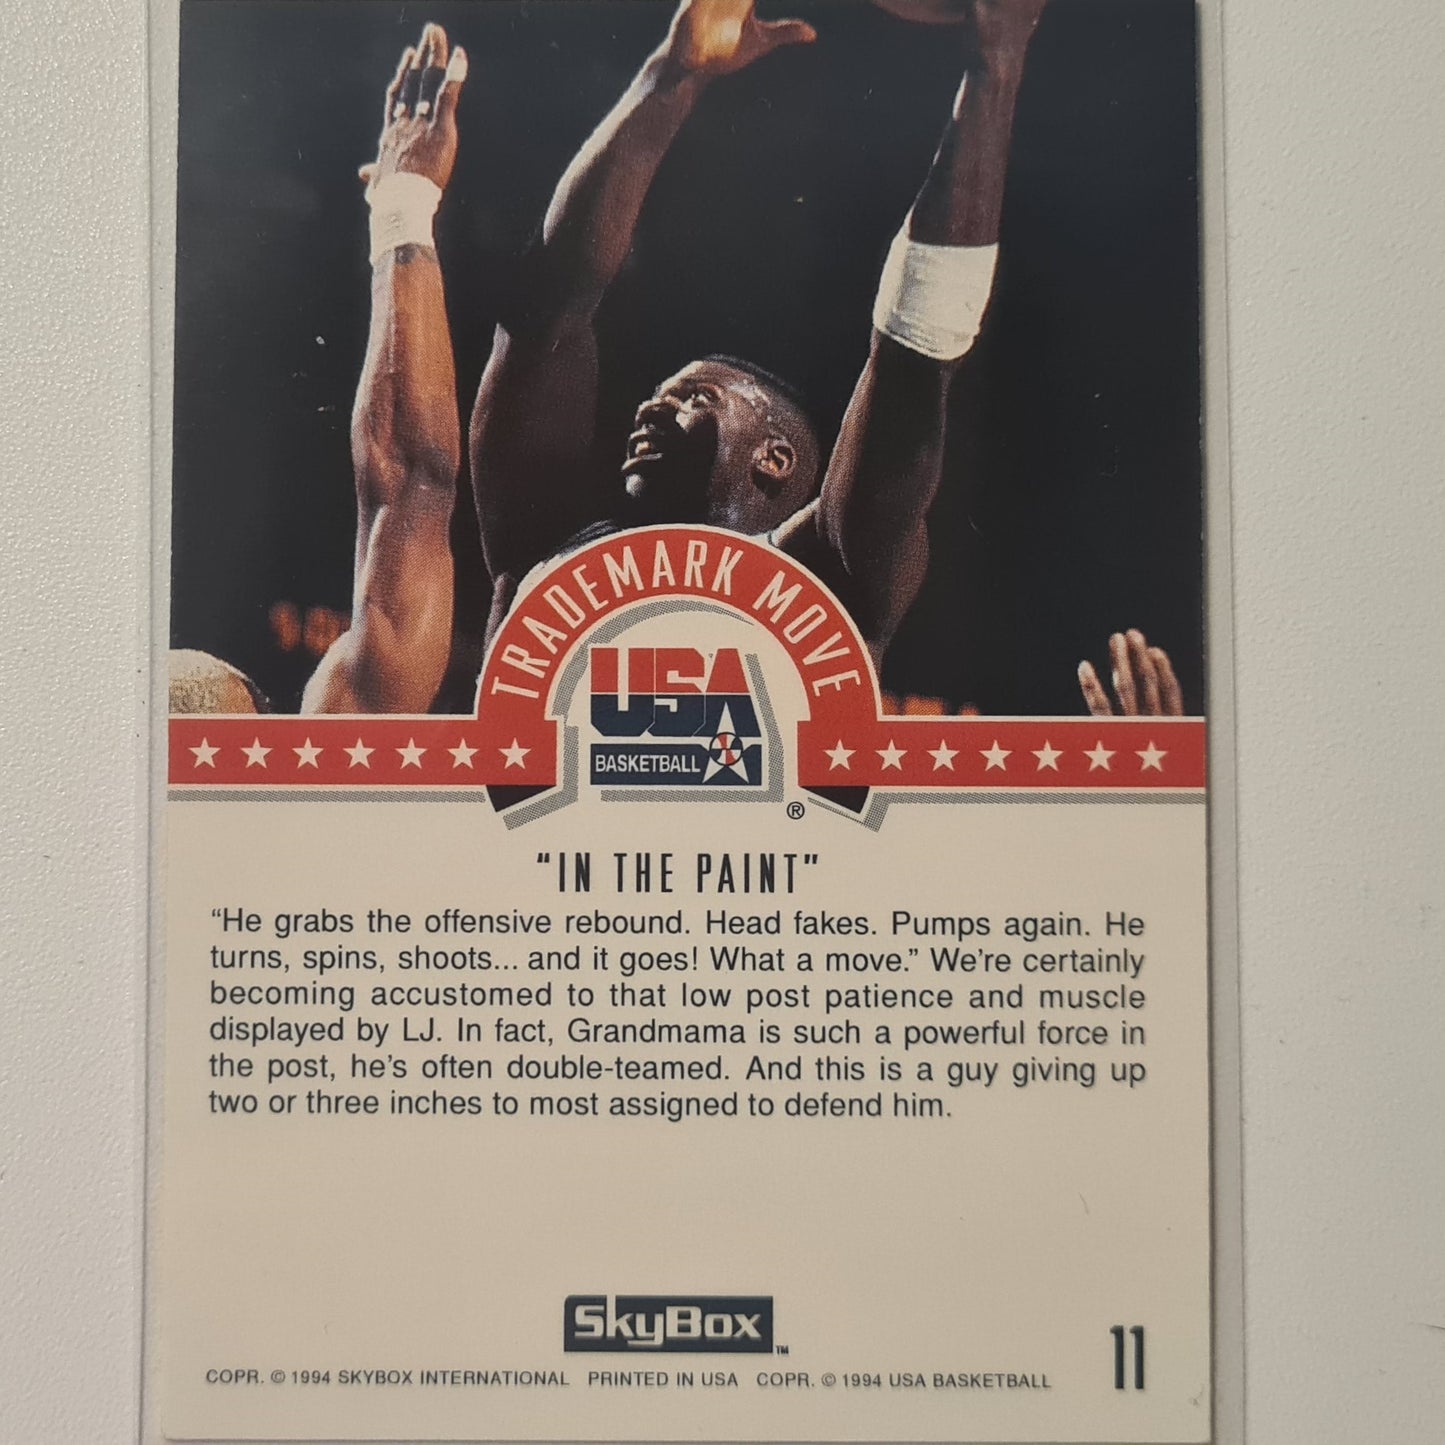 TRADEMARK MOVE
USA
BASKETBALL
®
“IN THE PAINT”
“He grabs the offensive rebound. Head fakes. Pumps again. He
turns, spins, shoots... and it goes! What a move.” We’re certainly
becoming accustomed to that low post patience and muscle
displayed by LJ. In fact, Grandmama is such a powerful force in
the post, he’s often double-teamed. And this is a guy giving up
two or three inches to most assigned to defend him.
SkyBox™
COPR. © 1994 SKYBOX INTERNATIONAL PRINTED IN USA COPR. © 1994 USA BASKETBALL
11